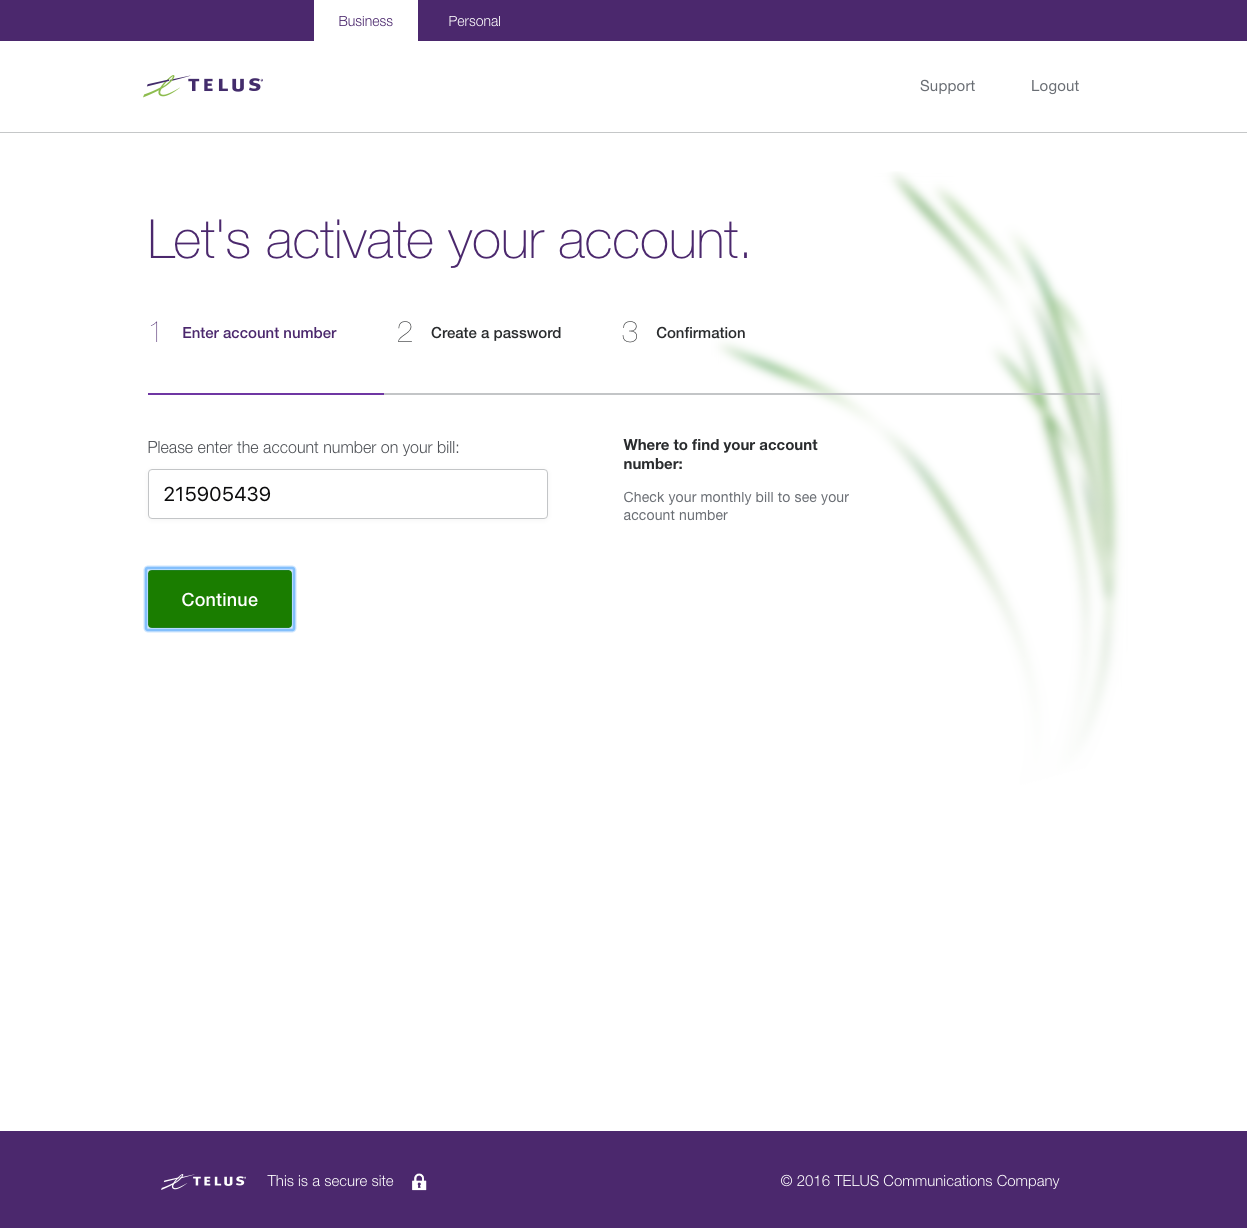 Business
Personal
TELUS
Support
Logout
Let's activate your account.
1 Enter account number
2 Create a password
3 Confirmation
Please enter the account number on your bill:
215905439
Where to find your account
number:
Check your monthly bill to see your
account number
Continue
TELUS
This is a secure site
© 2016 TELUS Communications Company